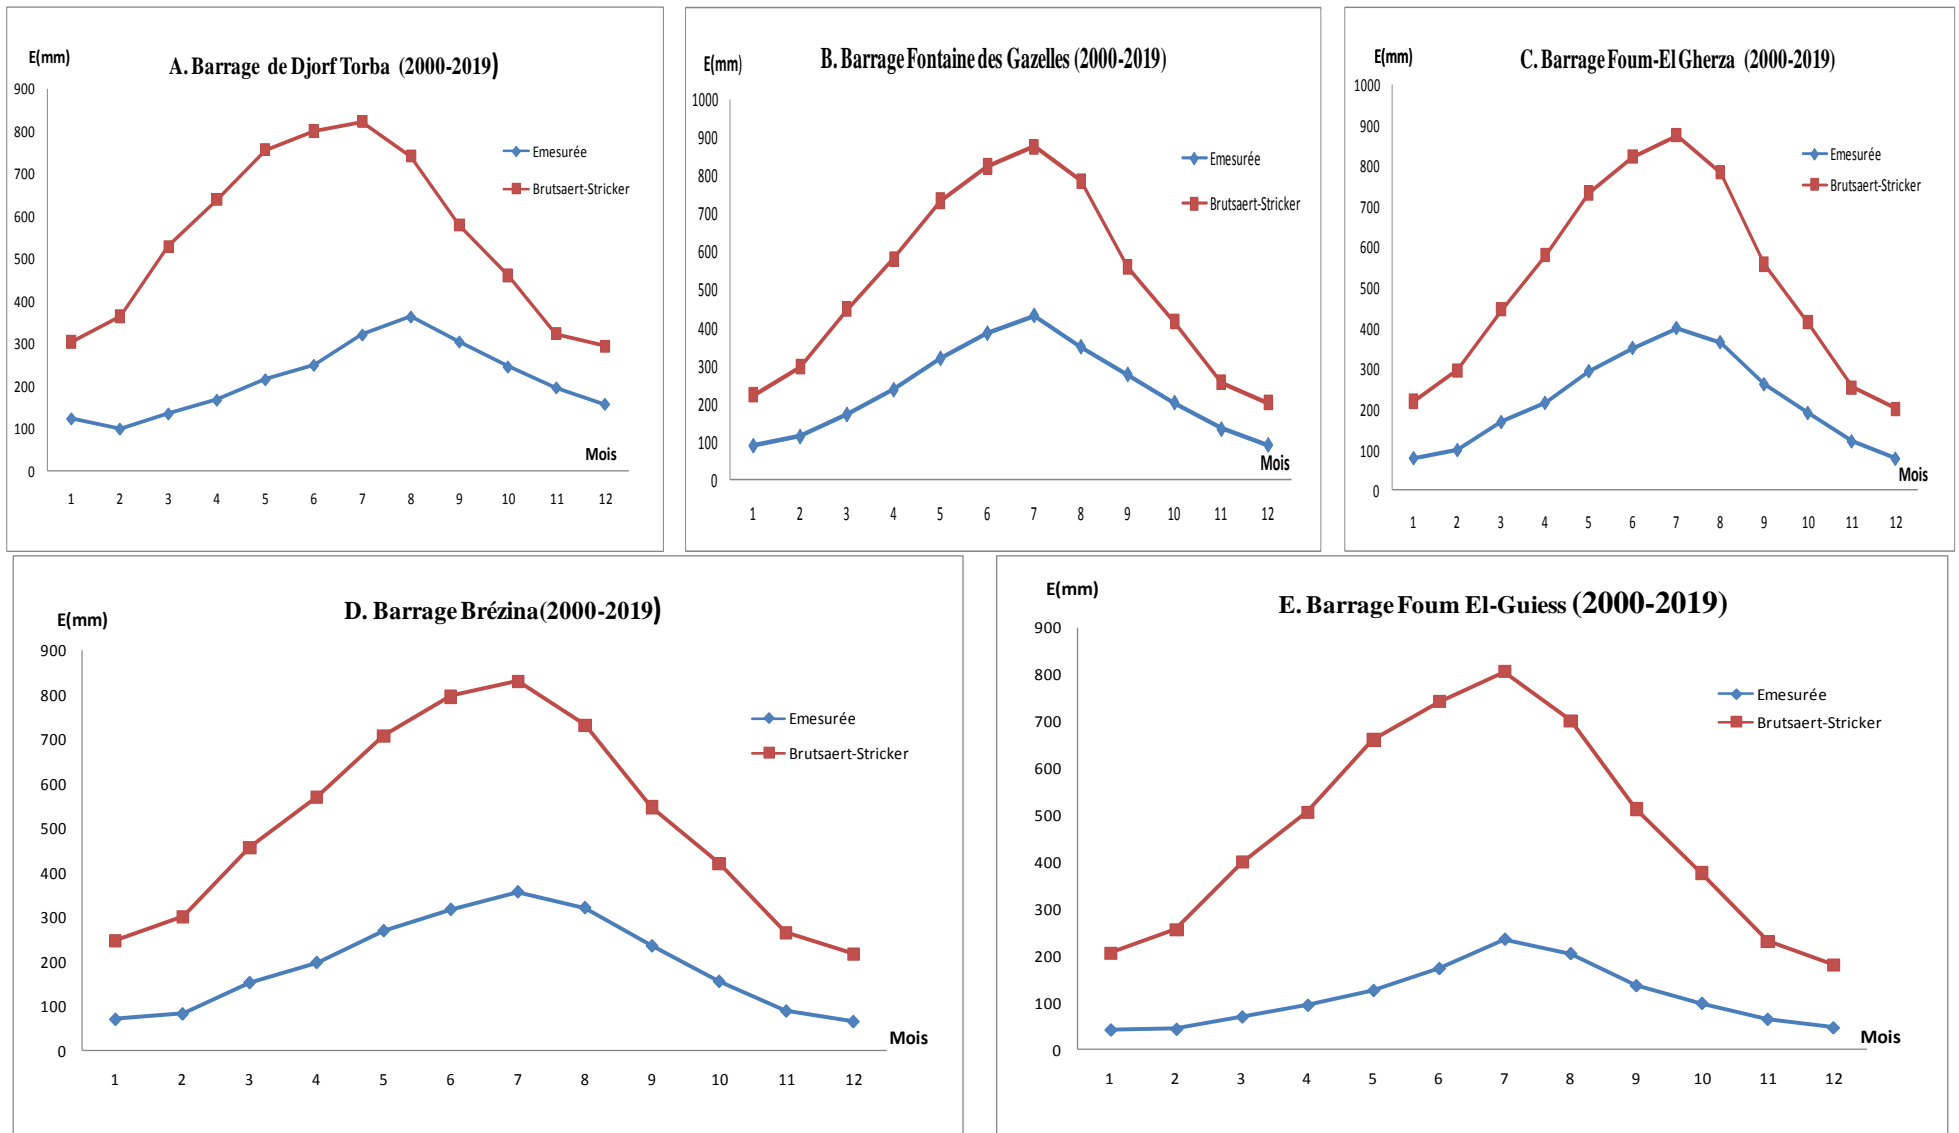 E(mm)
A. Barrage de Djorf Torba (2000-2019)
900
800
700
600
500
400
300
200
100
0
Emesurée
Brutsaert-Stricker
Mois
1 2 3 4 5 6 7 8 9 10 11 12
E(mm)
B. Barrage Fontaine des Gazelles (2000-2019)
1000
900
800
700
600
500
400
300
200
100
0
Emesurée
Brutsaert-Stricker
Mois
1 2 3 4 5 6 7 8 9 10 11 12
E(mm)
C. Barrage Foum-El Gherza (2000-2019)
1000
900
800
700
600
500
400
300
200
100
0
Emesurée
Brutsaert-Stricker
Mois
1 2 3 4 5 6 7 8 9 10 11 12
E(mm)
D. Barrage Brézina(2000-2019)
900
800
700
600
500
400
300
200
100
0
Emesurée
Brutsaert-Stricker
Mois
1 2 3 4 5 6 7 8 9 10 11 12
E(mm)
E. Barrage Foum El-Guiess (2000-2019)
900
800
700
600
500
400
300
200
100
0
Emesurée
Brutsaert-Stricker
Mois
1 2 3 4 5 6 7 8 9 10 11 12